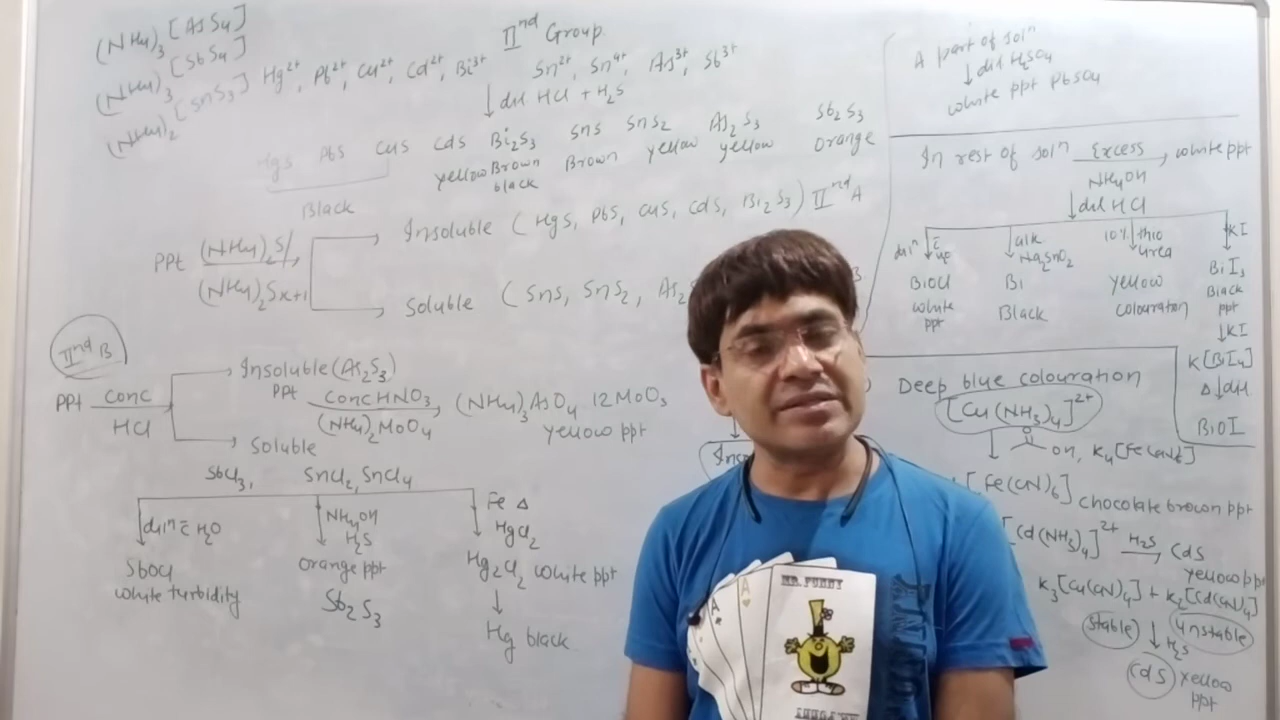 (NH4)3[AsS4]
(NH4)3[SbS4]
(NH4)2[SnS3]
IInd Group
Hg2+, Pb2+, Cu2+, Cd2+, Bi3+ Sn2+, Sn4+, As3+, Sb3+
↓ dil HCl + H2S
HgS PbS CuS CdS Bi2S3 SnS SnS2 As2S3 Sb2S3
Black yellow Brown black Brown yellow yellow orange
PPt (NH4)2S/ (NH4)2Sx+1
Insoluble (HgS, PbS, CuS, CdS, Bi2S3) IInd A
Soluble (SnS, SnS2, As2S
IInd B
PPt conc HCl
Insoluble (As2S3)
PPt Conc HNO3 (NH4)2MoO4 (NH4)3AsO4 12MoO3
yellow ppt
Soluble
SbCl3, SnCl2, SnCl4
diln c̄ H2O
SbOCl
white turbidity
NH4OH
H2S
orange ppt
Sb2S3
Fe Δ
HgCl2
Hg2Cl2 white ppt
↓
Hg black
A part of soln
↓ dil H2SO4
white ppt PbSO4
In rest of soln Excess NH4OH white ppt
↓ dil HCl
BiOCl
white
ppt
alk
Na2SnO2
Bi
Black
10% thio
urea
yellow
colouration
KI
BiI3
Black
ppt
↓KI
K[BiI4]
Δ↓dil
BiOI
Deep blue colouration
[Cu(NH3)4]2+
[Fe(CN)6] chocolate brown ppt
[Cd(NH3)4]2+ H2S → CdS
yellow ppt
K3[Cu(CN)4] + K2[Cd(CN)4]
stable unstable
↓ H2S
CdS yellow
ppt
A
A
MR. FUNNY